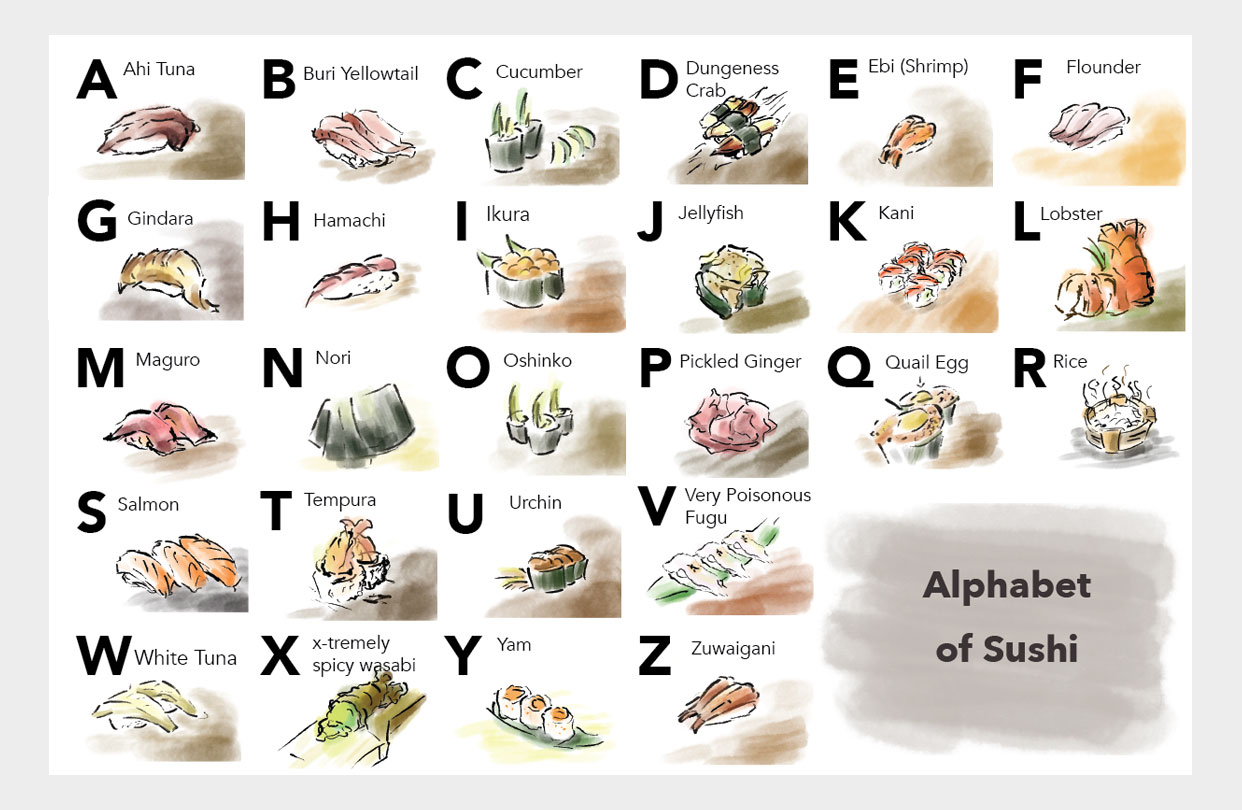 A Ahi Tuna
B Buri Yellowtail
C Cucumber
D Dungeness
Crab
E Ebi (Shrimp)
F Flounder
G Gindara
H Hamachi
I Ikura
J Jellyfish
K Kani
L Lobster
M Maguro
N Nori
O Oshinko
P Pickled Ginger
Q Quail Egg
R Rice
S Salmon
T Tempura
U Urchin
V Very Poisonous
Fugu
Alphabet
of Sushi
W White Tuna
X x-tremely
spicy wasabi
Y Yam
Z Zuwaigani